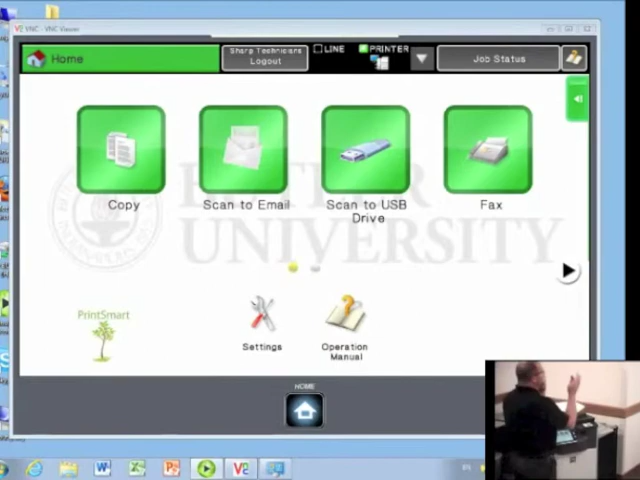 VNC - VNC Viewer
Home
Sharp Technicians
Logout
LINE
PRINTER
Job Status
BUTLER
UNIVERSITY
Copy
Scan to Email
Scan to USB
Drive
Fax
PrintSmart
Settings
Operation
Manual
HOME